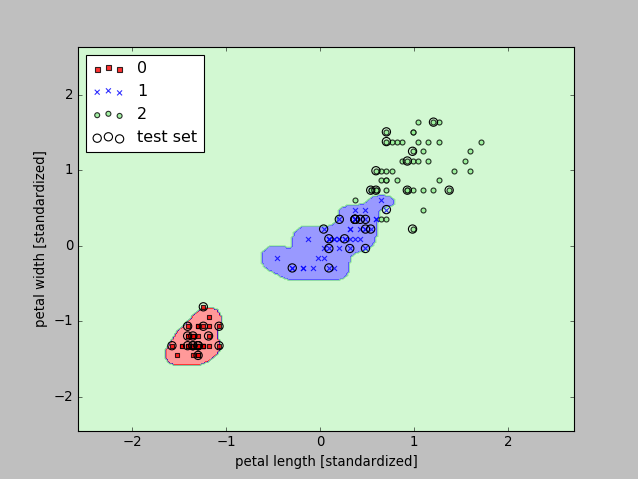 0
1
2
test set
2
1
0
−1
−2
petal width [standardized]
−2 −1 0 1 2
petal length [standardized]